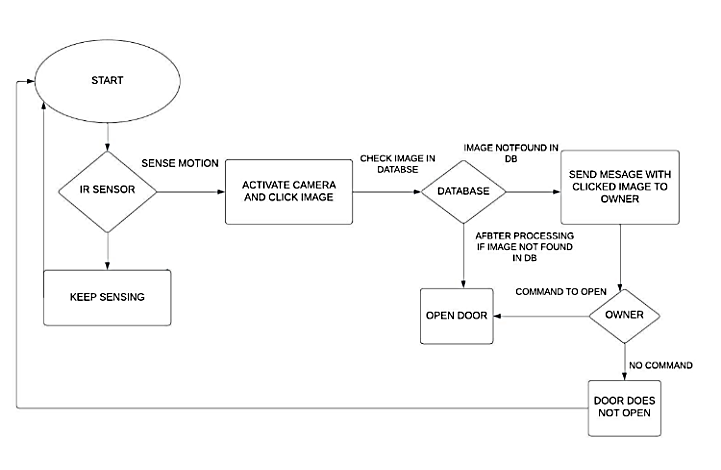 START
SENSE MOTION
IR SENSOR
ACTIVATE CAMERA
AND CLICK IMAGE
CHECK IMAGE IN
DATABSE
DATABASE
IMAGE NOTFOUND IN
DB
SEND MESAGE WITH
CLICKED IMAGE TO
OWNER
AFBTER PROCESSING
IF IMAGE NOT FOUND
IN DB
KEEP SENSING
OPEN DOOR
COMMAND TO OPEN
OWNER
NO COMMAND
DOOR DOES
NOT OPEN